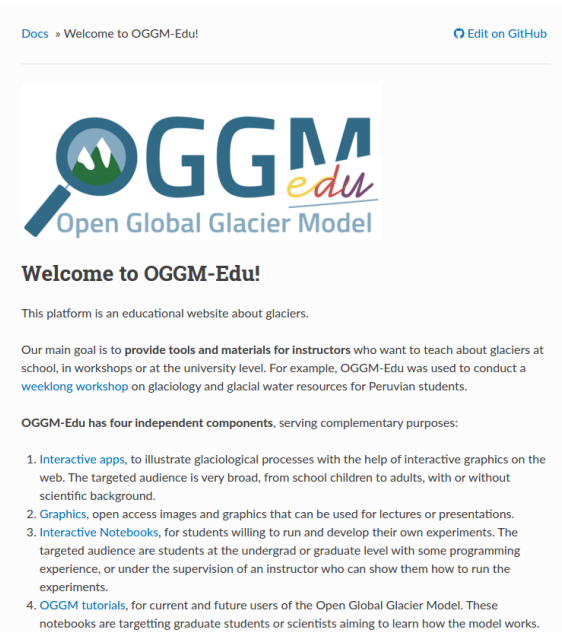 Docs » Welcome to OGGM-Edu!
Edit on GitHub
OGGM
edu
Open Global Glacier Model
Welcome to OGGM-Edu!
This platform is an educational website about glaciers.
Our main goal is to provide tools and materials for instructors who want to teach about glaciers at
school, in workshops or at the university level. For example, OGGM-Edu was used to conduct a
weeklong workshop on glaciology and glacial water resources for Peruvian students.
OGGM-Edu has four independent components, serving complementary purposes:
1. Interactive apps, to illustrate glaciological processes with the help of interactive graphics on the
web. The targeted audience is very broad, from school children to adults, with or without
scientific background.
2. Graphics, open access images and graphics that can be used for lectures or presentations.
3. Interactive Notebooks, for students willing to run and develop their own experiments. The
targeted audience are students at the undergrad or graduate level with some programming
experience, or under the supervision of an instructor who can show them how to run the
experiments.
4. OGGM tutorials, for current and future users of the Open Global Glacier Model. These
notebooks are targetting graduate students or scientists aiming to learn how the model works.